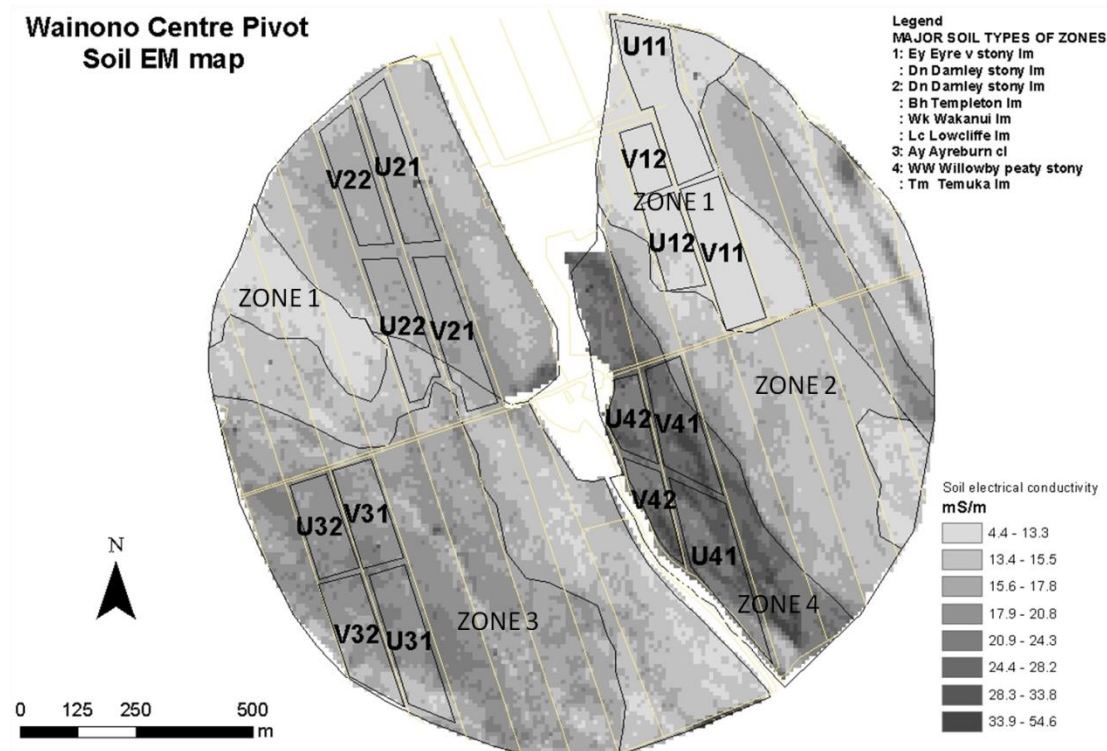 Wainono Centre Pivot
Soil EM map
Legend
MAJOR SOIL TYPES OF ZONES
1: Ey Eyre v stony lm
: Dn Darnley stony lm
2: Dn Darnley stony lm
: Bh Templeton lm
: Wk Wakanui lm
: Lc Lowcliffe lm
3: Ay Ayreburn cl
4: WW Willowby peaty stony
: Tm Temuka lm
U11
V12
ZONE 1
U12
V11
V22
U21
ZONE 1
U22
V21
ZONE 2
U42
V41
V42
U41
ZONE 4
U32
V31
V32
U31
ZONE 3
N
0 125 250 500
m
Soil electrical conductivity
mS/m
4.4 - 13.3
13.4 - 15.5
15.6 - 17.8
17.9 - 20.8
20.9 - 24.3
24.4 - 28.2
28.3 - 33.8
33.9 - 54.6